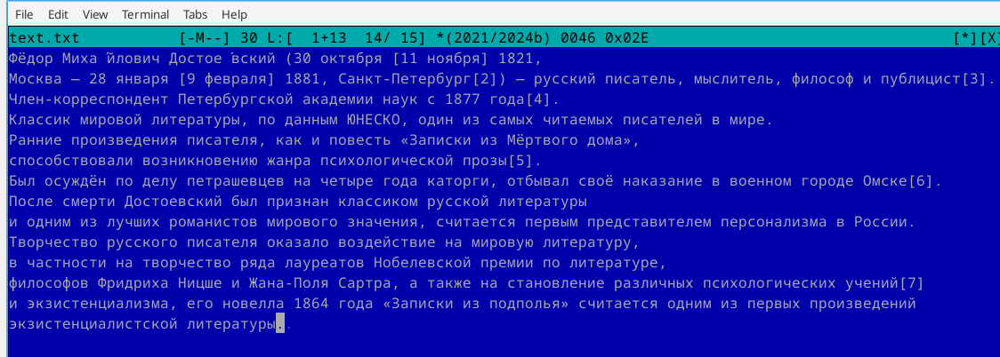 File Edit View Terminal Tabs Help
text.txt [-M--] 30 L:[ 1+13 14/ 15] *(2021/2024b) 0046 0x02E [*][X]
Фёдор Миха́йлович Достое́вский (30 октября [11 ноября] 1821,
Москва — 28 января [9 февраля] 1881, Санкт-Петербург[2]) — русский писатель, мыслитель, философ и публицист[3].
Член-корреспондент Петербургской академии наук с 1877 года[4].
Классик мировой литературы, по данным ЮНЕСКО, один из самых читаемых писателей в мире.
Ранние произведения писателя, как и повесть «Записки из Мёртвого дома»,
способствовали возникновению жанра психологической прозы[5].
Был осуждён по делу петрашевцев на четыре года каторги, отбывал своё наказание в военном городе Омске[6].
После смерти Достоевский был признан классиком русской литературы
и одним из лучших романистов мирового значения, считается первым представителем персонализма в России.
Творчество русского писателя оказало воздействие на мировую литературу,
в частности на творчество ряда лауреатов Нобелевской премии по литературе,
философов Фридриха Ницше и Жана-Поля Сартра, а также на становление различных психологических учений[7]
и экзистенциализма, его новелла 1864 года «Записки из подполья» считается одним из первых произведений
экзистенциалистской литературы..